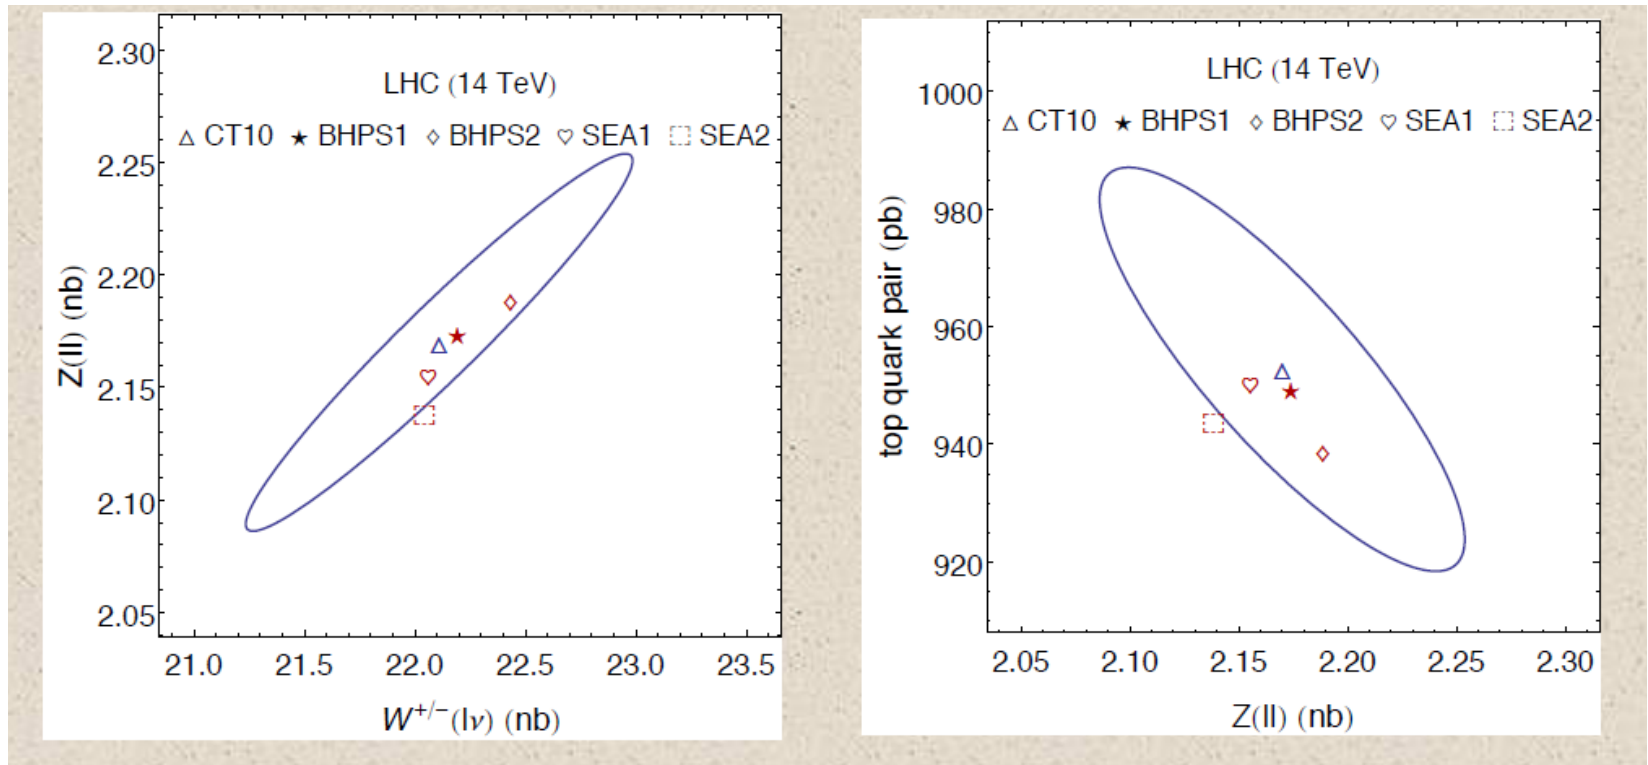 LHC (14 TeV)
△ CT10 ★ BHPS1 ◇ BHPS2 ♡ SEA1 ⬚ SEA2
2.30
2.25
2.20
2.15
2.10
2.05
Z(ll) (nb)
21.0 21.5 22.0 22.5 23.0 23.5
W+/−(lν) (nb)
LHC (14 TeV)
△ CT10 ★ BHPS1 ◇ BHPS2 ♡ SEA1 ⬚ SEA2
1000
980
960
940
920
top quark pair (pb)
2.05 2.10 2.15 2.20 2.25 2.30
Z(ll) (nb)